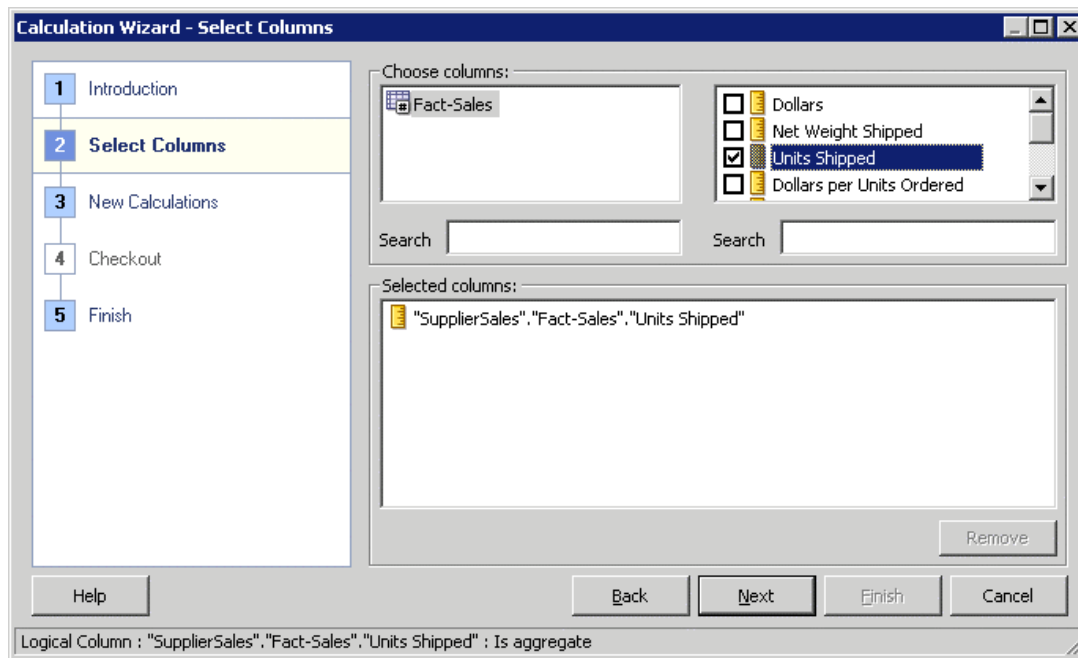 Calculation Wizard - Select Columns
1 Introduction
2 Select Columns
3 New Calculations
4 Checkout
5 Finish
Choose columns:
Fact-Sales
Dollars
Net Weight Shipped
Units Shipped
Dollars per Units Ordered
Search
Search
Selected columns:
"SupplierSales"."Fact-Sales"."Units Shipped"
Remove
Help
Back
Next
Finish
Cancel
Logical Column : "SupplierSales"."Fact-Sales"."Units Shipped" : Is aggregate